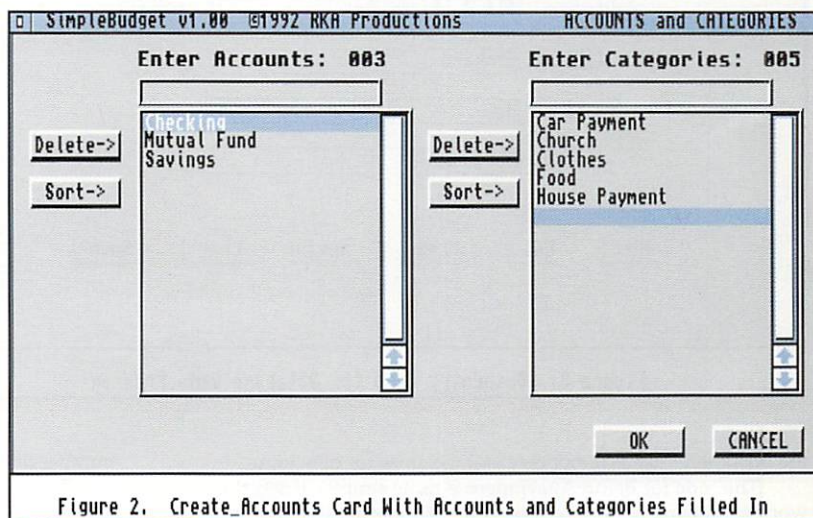 SimpleBudget v1.00 ©1992 RKA Productions ACCOUNTS and CATEGORIES
Enter Accounts: 003
Enter Categories: 005
Delete->
Sort->
Checking
Mutual Fund
Savings
Delete->
Sort->
Car Payment
Church
Clothes
Food
House Payment
OK
CANCEL
Figure 2. Create_Accounts Card With Accounts and Categories Filled In